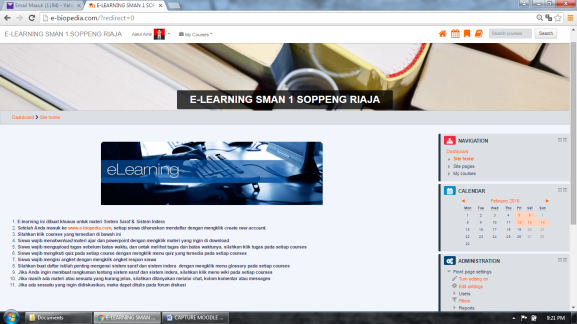 Email Masuk (1194) - Yaho
E-LEARNING SMAN 1 SOP
e-biopedia.com/?redirect=0
E-LEARNING SMAN 1 SOPPENG RIAJA
My Courses
Search courses
Search
E-LEARNING SMAN 1 SOPPENG RIAJA
Dashboard > Site home
eLearning
1. E-learning ini dibuat khusus untuk materi Sistem Saraf & Sistem Indera
2. Setelah Anda masuk ke www.e-biopedia.com, setiap siswa diharuskan mendaftar dengan mengklik create new account.
3. Silahkan klik courses yang tersedian di bawah ini
4. Siswa wajib mendownload materi ajar dan powerpoint dengan mengklik materi yang ingin di download
5. Siswa wajib mengupload tugas sebelum batas waktu, dan untuk melihat tugas dan batas waktunya, silahkan klik tugas pada setiap courses
6. Siswa wajib mengikuti quiz pada setiap course dengan mengklik menu quiz yang tersedia pada setiap courses
7. Siswa wajib mengisi angket dengan mengklik angket respon siswa
8. Silahkan buat daftar istilah penting mengenai sistem saraf dan sistem indera dengan mengklik menu glossary pada setiap courses
9. Jika Anda ingin membuat rangkuman tentang sistem saraf dan sistem indera, silahkan klik menu wiki pada setiap courses
10. Jika masih ada materi atau sesuatu yang kurang jelas, silahkan ditanyakan melalui chat, kolom komentar atau messages
11. Jika ada sesuatu yang ingin didiskusikan, maka dapat ditulis pada forum diskusi
NAVIGATION
Dashboard
Site home
Site pages
My courses
CALENDAR
February 2016
Mon Tue Wed Thu Fri Sat Sun
1 2 3 4 5 6 7
8 9 10 11 12 13 14
15 16 17 18 19 20 21
22 23 24 25 26 27 28
29
ADMINISTRATION
Front page settings
Turn editing on
Edit settings
Users
Filters
Reports
Documents
E-LEARNING SMAN ...
CAPTURE MOODLE ...
9:21 PM